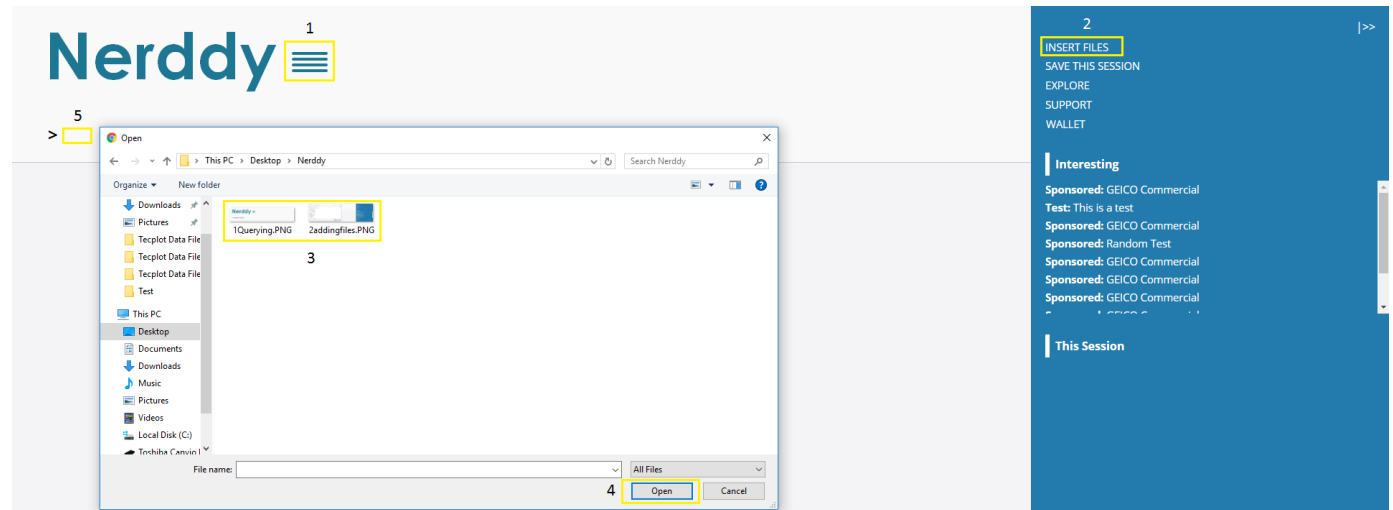 1
Nerddy
5
>
Open
This PC > Desktop > Nerddy
Search Nerddy
Organize
New folder
Downloads
Pictures
Tecplot Data File
Tecplot Data File
Tecplot Data File
Test
This PC
Desktop
Documents
Downloads
Music
Pictures
Videos
Local Disk (C:)
Toshiba Canvio
1Querying.PNG
2addingfiles.PNG
3
File name:
All Files
4
Open
Cancel
2
|>>
INSERT FILES
SAVE THIS SESSION
EXPLORE
SUPPORT
WALLET
Interesting
Sponsored: GEICO Commercial
Test: This is a test
Sponsored: GEICO Commercial
Sponsored: Random Test
Sponsored: GEICO Commercial
Sponsored: GEICO Commercial
Sponsored: GEICO Commercial
This Session